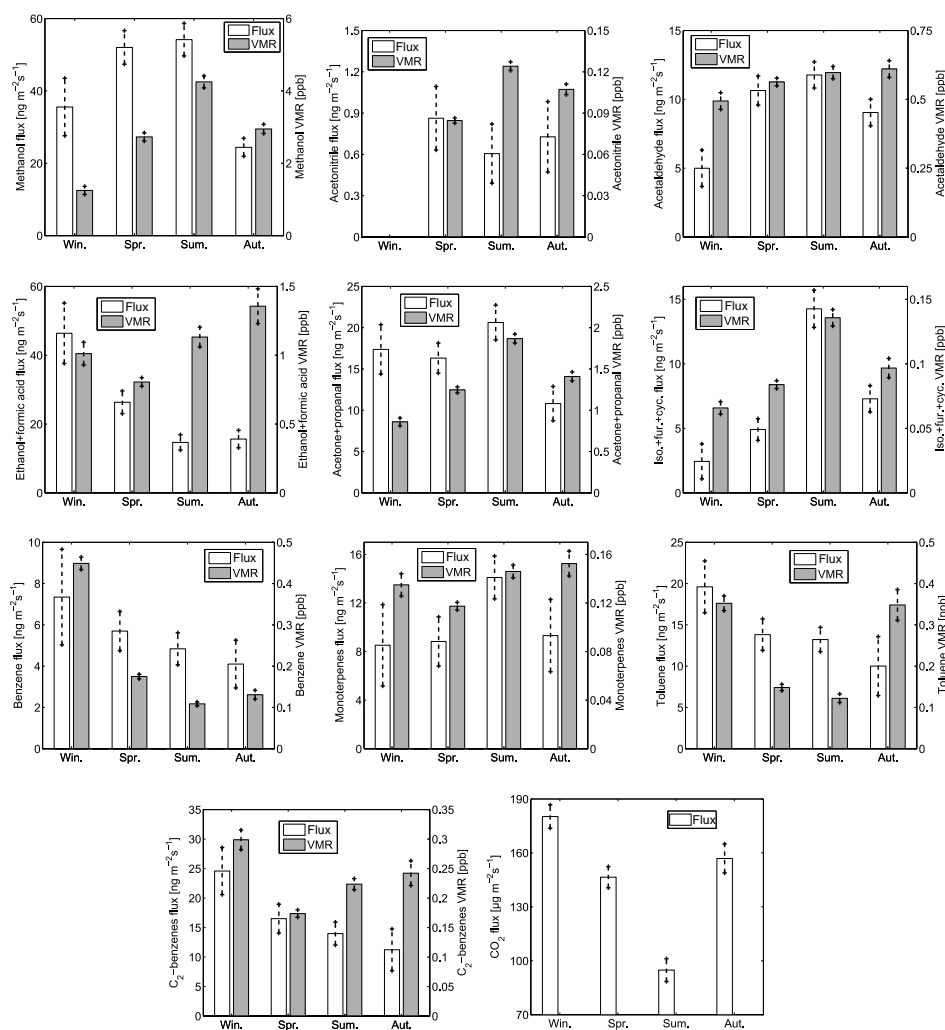 Methanol flux [ng m−2s−1]
60
40
20
0
Flux
VMR
6
4
2
0
Methanol VMR [ppb]
Win. Spr. Sum. Aut.
Acetonitrile flux [ng m−2s−1]
1.5
1.2
0.9
0.6
0.3
0
Flux
VMR
0.15
0.12
0.09
0.06
0.03
0
Acetonitrile VMR [ppb]
Win. Spr. Sum. Aut.
Acetaldehyde flux [ng m−2s−1]
15
10
5
0
Flux
VMR
0.75
0.5
0.25
0
Acetaldehyde VMR [ppb]
Win. Spr. Sum. Aut.
Ethanol+formic acid flux [ng m−2s−1]
60
40
20
0
Flux
VMR
1.5
1
0.5
0
Ethanol+formic acid VMR [ppb]
Win. Spr. Sum. Aut.
Acetone+propanal flux [ng m−2s−1]
25
20
15
10
5
0
Flux
VMR
2.5
2
1.5
1
0.5
0
Acetone+propanal VMR [ppb]
Win. Spr. Sum. Aut.
Iso.+fur.+cyc. flux [ng m−2s−1]
15
10
5
0
Flux
VMR
0.15
0.1
0.05
0
Iso.+fur.+cyc. VMR [ppb]
Win. Spr. Sum. Aut.
Benzene flux [ng m−2s−1]
10
8
6
4
2
0
Flux
VMR
0.5
0.4
0.3
0.2
0.1
0
Benzene VMR [ppb]
Win. Spr. Sum. Aut.
Monoterpenes flux [ng m−2s−1]
16
12
8
4
0
Flux
VMR
0.16
0.12
0.08
0.04
0
Monoterpenes VMR [ppb]
Win. Spr. Sum. Aut.
Toluene flux [ng m−2s−1]
25
20
15
10
5
0
Flux
VMR
0.5
0.4
0.3
0.2
0.1
0
Toluene VMR [ppb]
Win. Spr. Sum. Aut.
C2−benzenes flux [ng m−2s−1]
35
30
25
20
15
10
5
0
Flux
VMR
0.35
0.3
0.25
0.2
0.15
0.1
0.05
0
C2−benzenes VMR [ppb]
Win. Spr. Sum. Aut.
CO2 flux [µg m−2s−1]
190
160
130
100
70
Flux
Win. Spr. Sum. Aut.